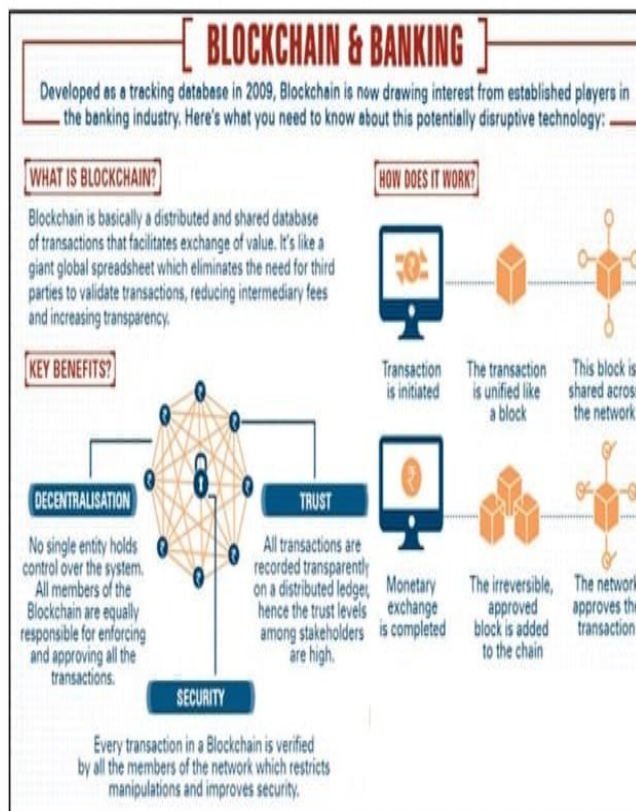 BLOCKCHAIN & BANKING
Developed as a tracking database in 2009, Blockchain is now drawing interest from established players in
the banking industry. Here's what you need to know about this potentially disruptive technology:
WHAT IS BLOCKCHAIN?
Blockchain is basically a distributed and shared database
of transactions that facilitates exchange of value. It's like a
giant global spreadsheet which eliminates the need for third
parties to validate transactions, reducing intermediary fees
and increasing transparency.
KEY BENEFITS?
DECENTRALISATION
No single entity holds
control over the system.
All members of the
Blockchain are equally
responsible for enforcing
and approving all the
transactions.
TRUST
All transactions are
recorded transparently
on a distributed ledger,
hence the trust levels
among stakeholders
are high.
SECURITY
Every transaction in a Blockchain is verified
by all the members of the network which restricts
manipulations and improves security.
HOW DOES IT WORK?
₹
Transaction
is initiated
The transaction
is unified like
a block
This block is
shared across
the network
₹
Monetary
exchange
is completed
The irreversible,
approved
block is added
to the chain
The network
approves the
transaction